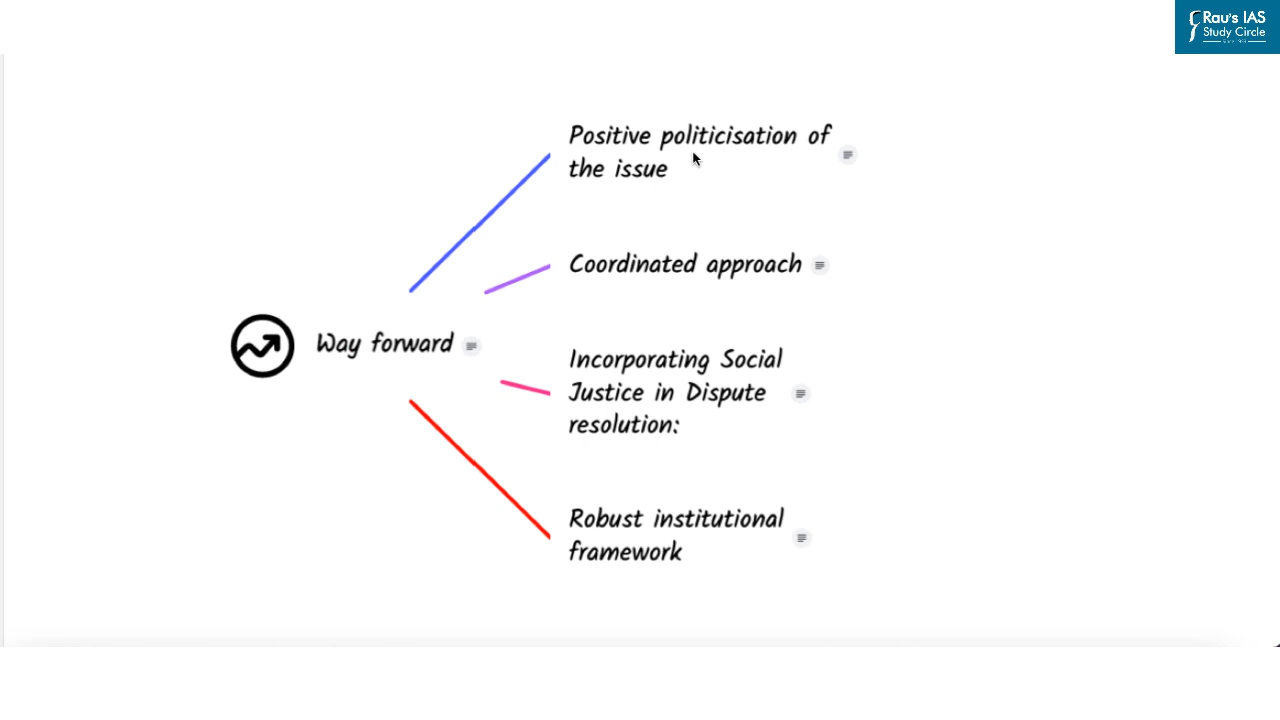 Rau's IAS
Study Circle
Positive politicisation of
the issue
Coordinated approach
Way forward
Incorporating Social
Justice in Dispute
resolution:
Robust institutional
framework